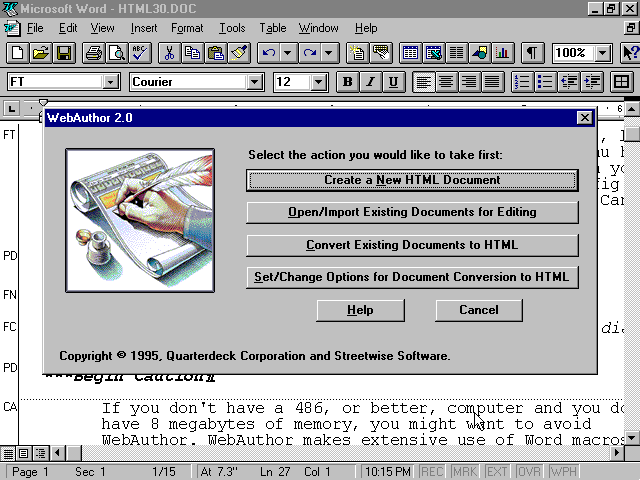 Microsoft Word - HTML30.DOC
File Edit View Insert Format Tools Table Window Help
100%
FT Courier 12 B I U
L
6
WebAuthor 2.0
Select the action you would like to take first:
Create a New HTML Document
Open/Import Existing Documents for Editing
Convert Existing Documents to HTML
Set/Change Options for Document Conversion to HTML
Help Cancel
Copyright © 1995, Quarterdeck Corporation and Streetwise Software.
FT
PD
FN
FC
PD
***Begin Caution¶
CA
If you don't have a 486, or better, computer and you do
have 8 megabytes of memory, you might want to avoid
WebAuthor. WebAuthor makes extensive use of Word macros
Page 1 Sec 1 1/15 At 7.3" Ln 27 Col 1 10:15 PM REC MRK EXT OVR WPH